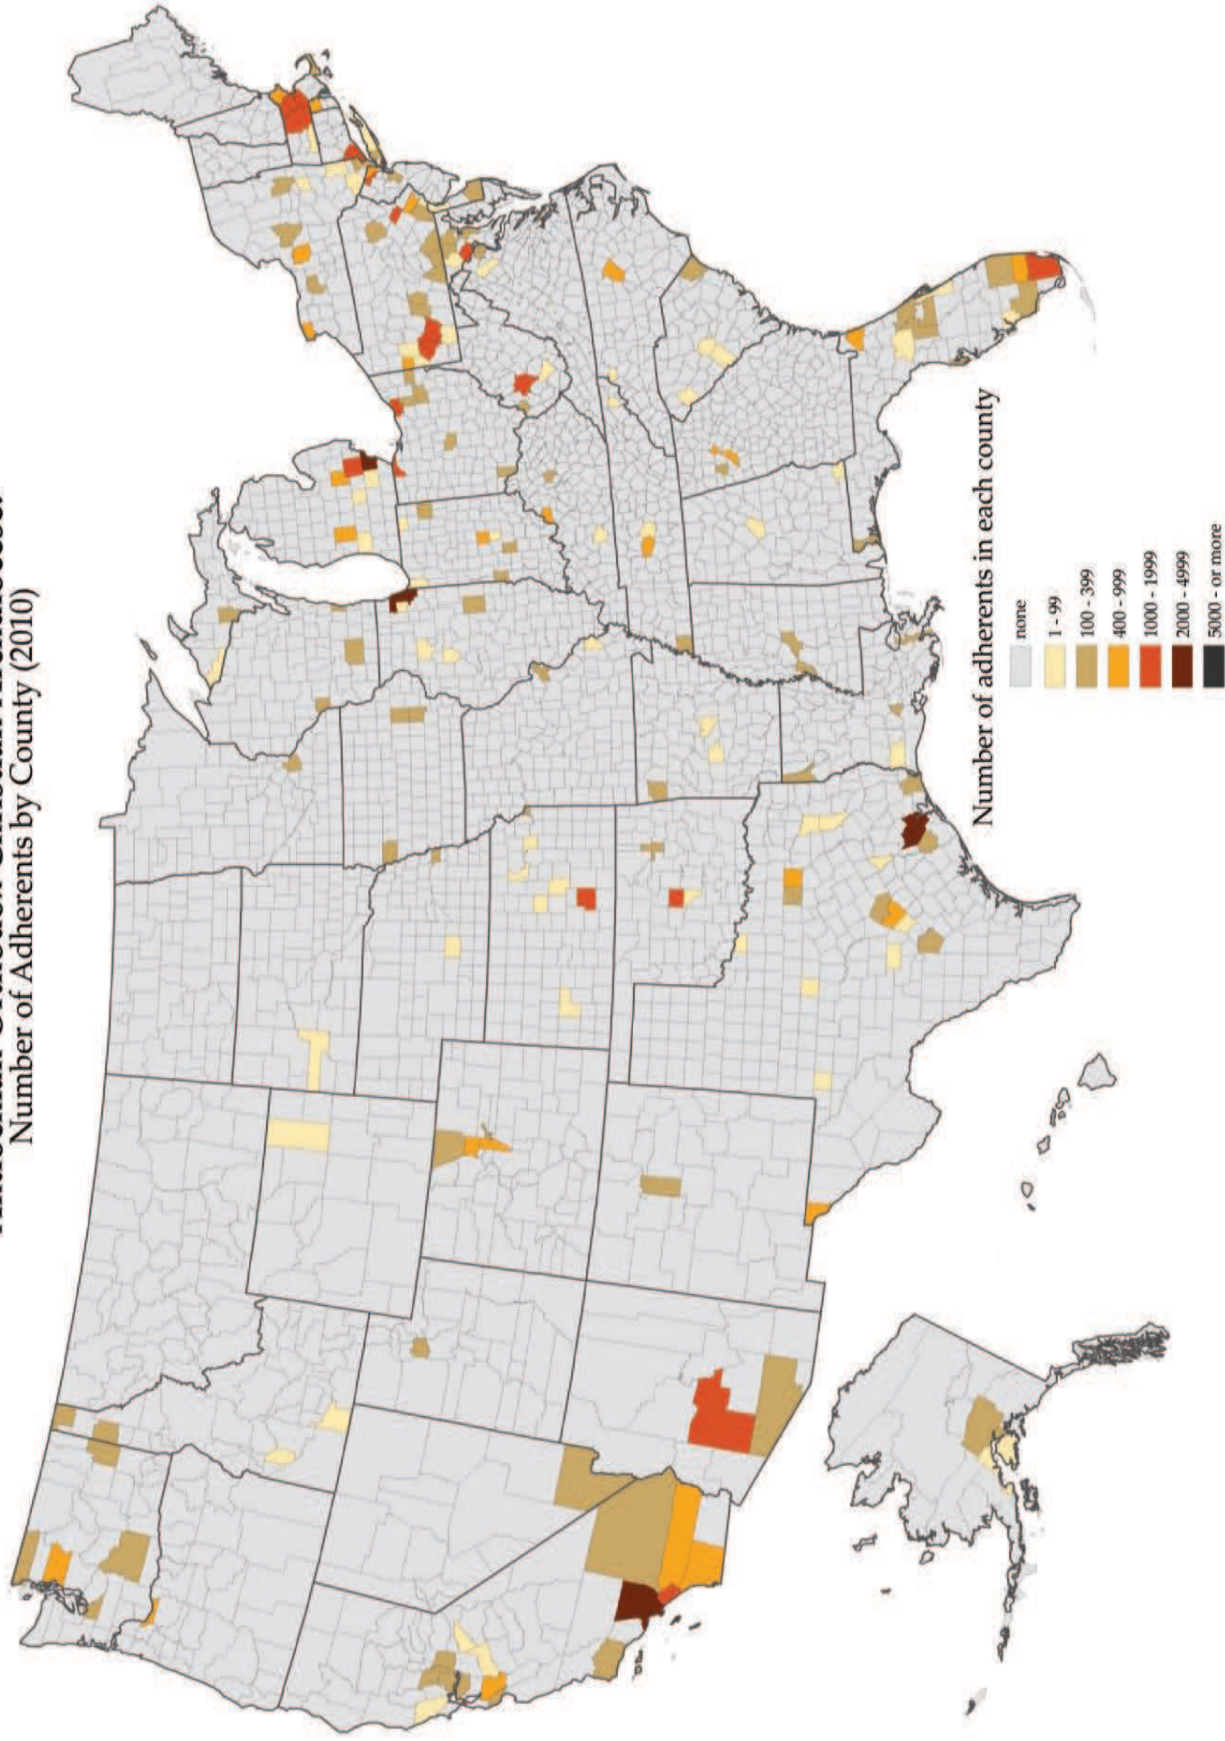 Number of Adherents by County (2010)
Number of adherents in each county
none
1 - 99
100 - 399
400 - 999
1000 - 1999
2000 - 4999
5000 - or more